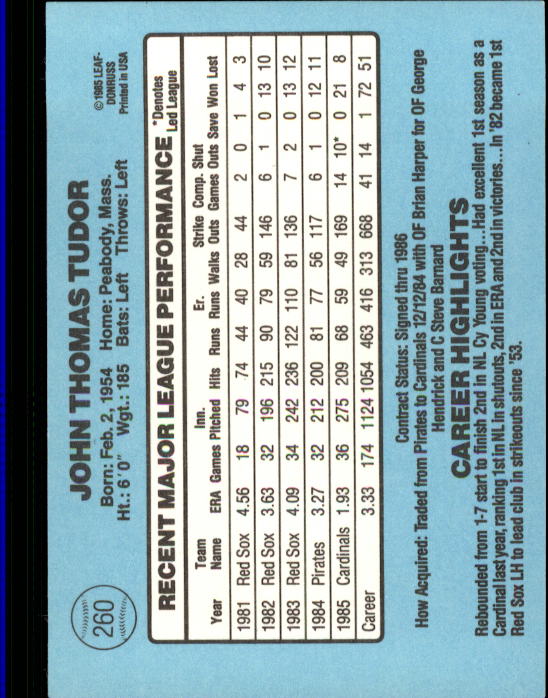 260
JOHN THOMAS TUDOR
©1985 LEAF-
DONRUSS
Printed in USA
Born: Feb. 2, 1954 Home: Peabody, Mass.
Ht.: 6'0" Wgt.: 185 Bats: Left Throws: Left
RECENT MAJOR LEAGUE PERFORMANCE *Denotes Led League
Year Team Name ERA Games Inn. Pitched Hits Runs Er. Runs Walks Strike Outs Comp. Games Shut Outs Save Won Lost
1981 Red Sox 4.56 18 79 74 44 40 28 44 2 0 1 4 3
1982 Red Sox 3.63 32 196 215 90 79 59 146 6 1 0 13 10
1983 Red Sox 4.09 34 242 236 122 110 81 136 7 2 0 13 12
1984 Pirates 3.27 32 212 200 81 77 56 117 6 1 0 12 11
1985 Cardinals 1.93 36 275 209 68 59 49 169 14 10* 0 21 8
Career 3.33 174 1124 1054 463 416 313 668 41 14 1 72 51
Contract Status: Signed thru 1986
How Acquired: Traded from Pirates to Cardinals 12/12/84 with OF Brian Harper for OF George
Hendrick and C Steve Barnard
CAREER HIGHLIGHTS
Rebounded from 1-7 start to finish 2nd in NL Cy Young voting...Had excellent 1st season as a
Cardinal last year, ranking 1st in NL in shutouts, 2nd in ERA and 2nd in victories...In '82 became 1st
Red Sox LH to lead club in strikeouts since '53.